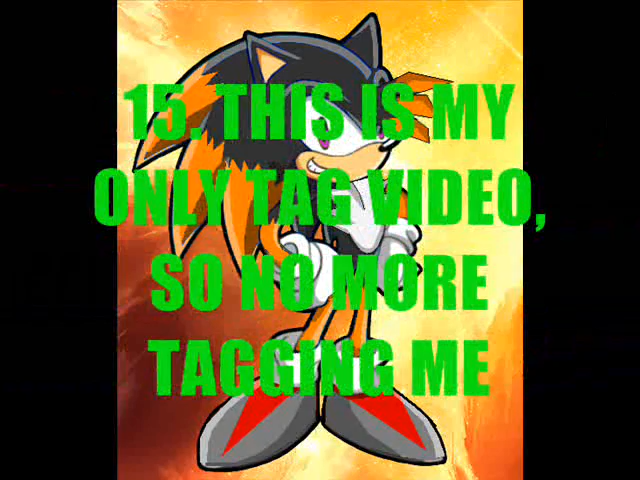 15. THIS IS MY
ONLY TAG VIDEO,
SO NO MORE
TAGGING ME